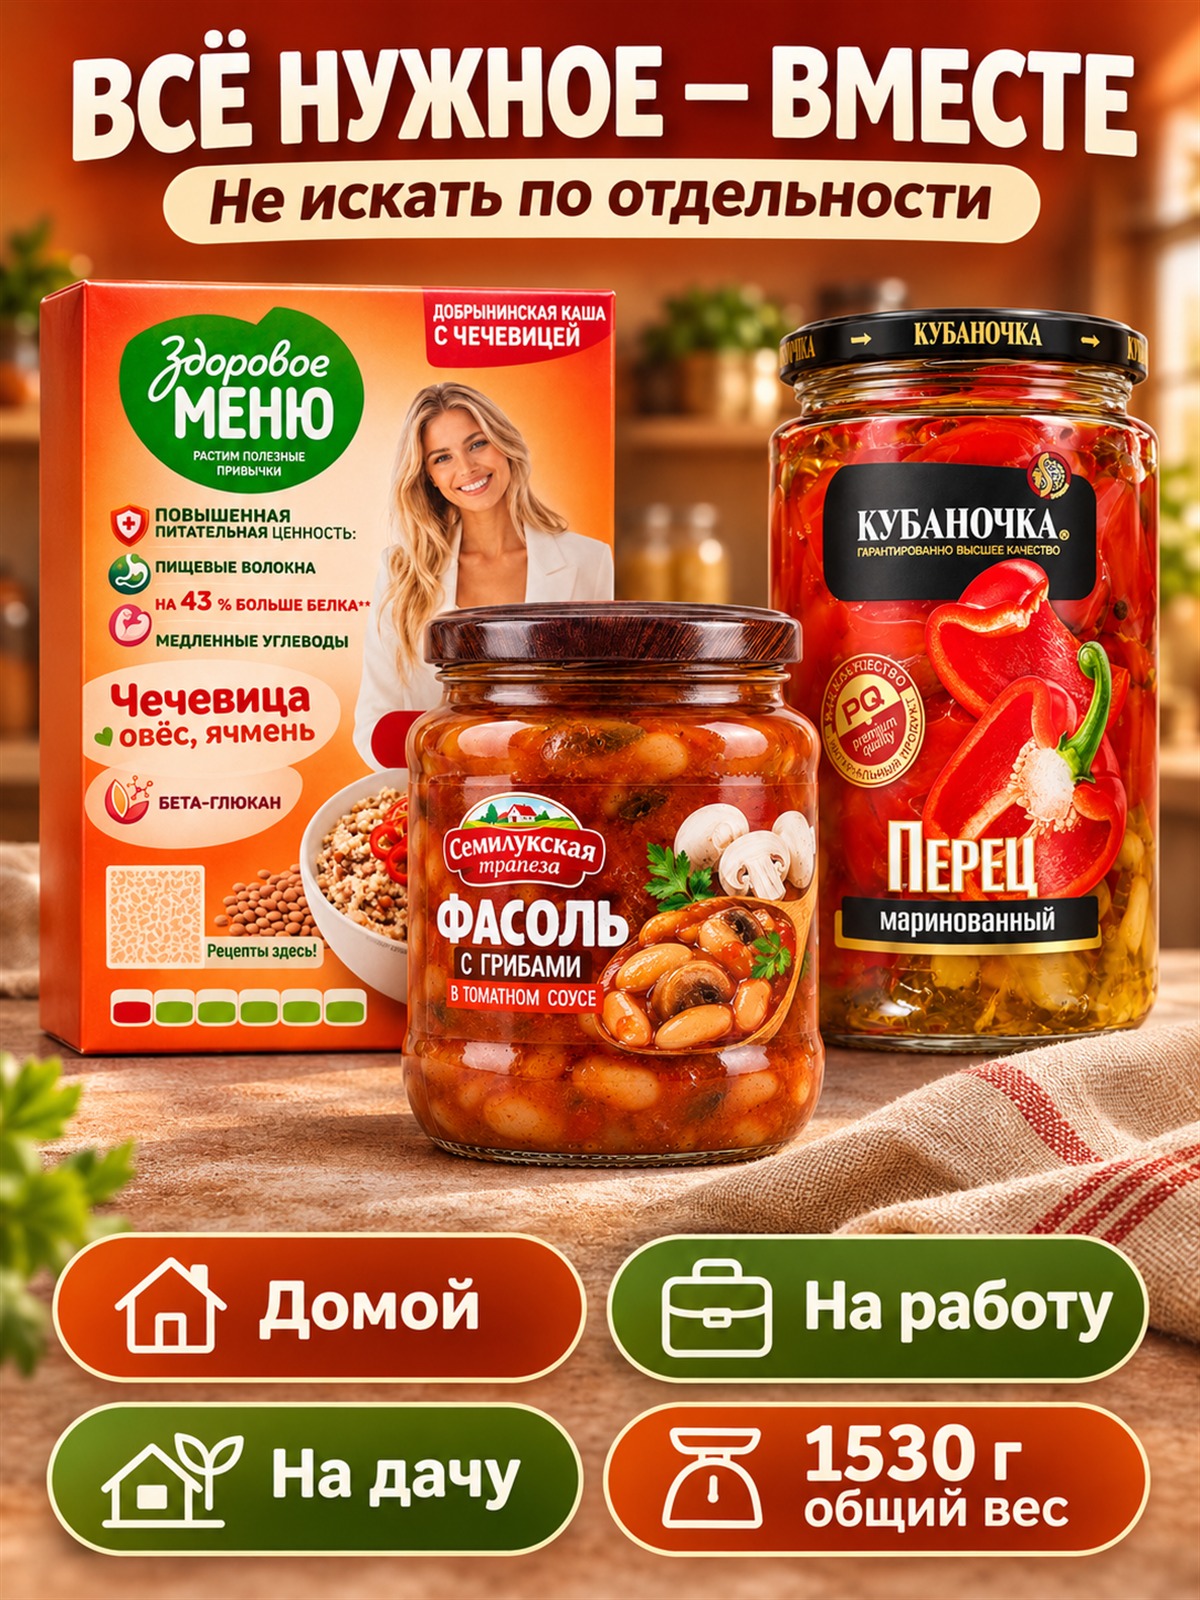 ВСЁ НУЖНОЕ — ВМЕСТЕ
Не искать по отдельности
ДОБРЫНИНСКАЯ КАША
С ЧЕЧЕВИЦЕЙ
Здоровое
МЕНЮ
РАСТИМ ПОЛЕЗНЫЕ
ПРИВЫЧКИ
ПОВЫШЕННАЯ
ПИТАТЕЛЬНАЯ ЦЕННОСТЬ:
ПИЩЕВЫЕ ВОЛОКНА
НА 43 % БОЛЬШЕ БЕЛКА**
МЕДЛЕННЫЕ УГЛЕВОДЫ
Чечевица
овёс, ячмень
БЕТА-ГЛЮКАН
Рецепты здесь!
Семилукская
трапеза
ФАСОЛЬ
С ГРИБАМИ
В ТОМАТНОМ СОУСЕ
КУБАНОЧКА
КУБАНОЧКА®
ГАРАНТИРОВАННО ВЫСШЕЕ КАЧЕСТВО
PQ
premium
quality
ПЕРЕЦ
маринованный
Домой
На работу
На дачу
1530 г
общий вес